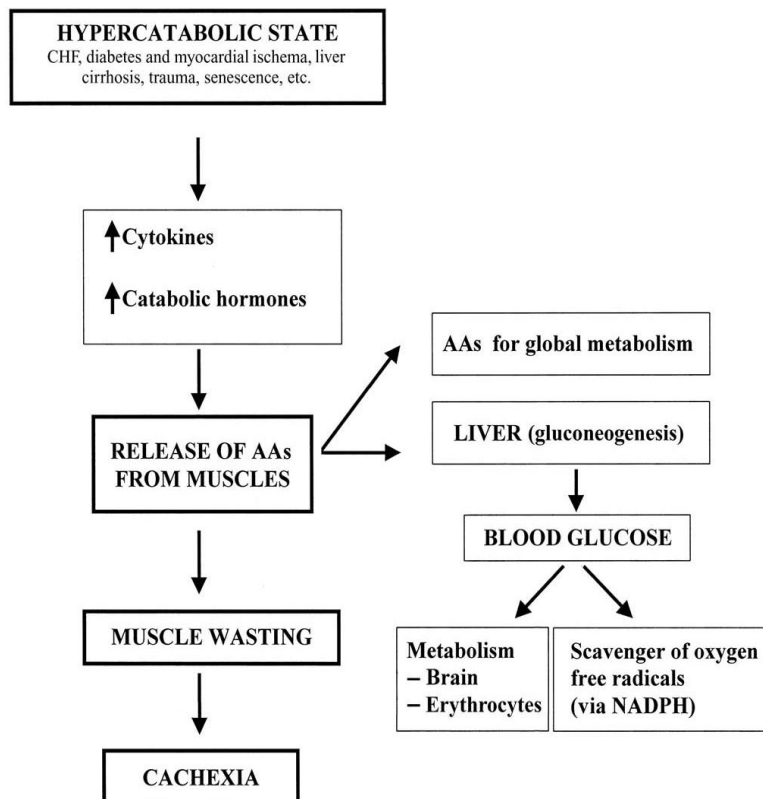 HYPERCATABOLIC STATE
CHF, diabetes and myocardial ischema, liver
cirrhosis, trauma, senescence, etc.
Cytokines
Catabolic hormones
AAs for global metabolism
RELEASE OF AAs
FROM MUSCLES
LIVER (gluconeogenesis)
BLOOD GLUCOSE
MUSCLE WASTING
Metabolism
– Brain
– Erythrocytes
Scavenger of oxygen
free radicals
(via NADPH)
CACHEXIA